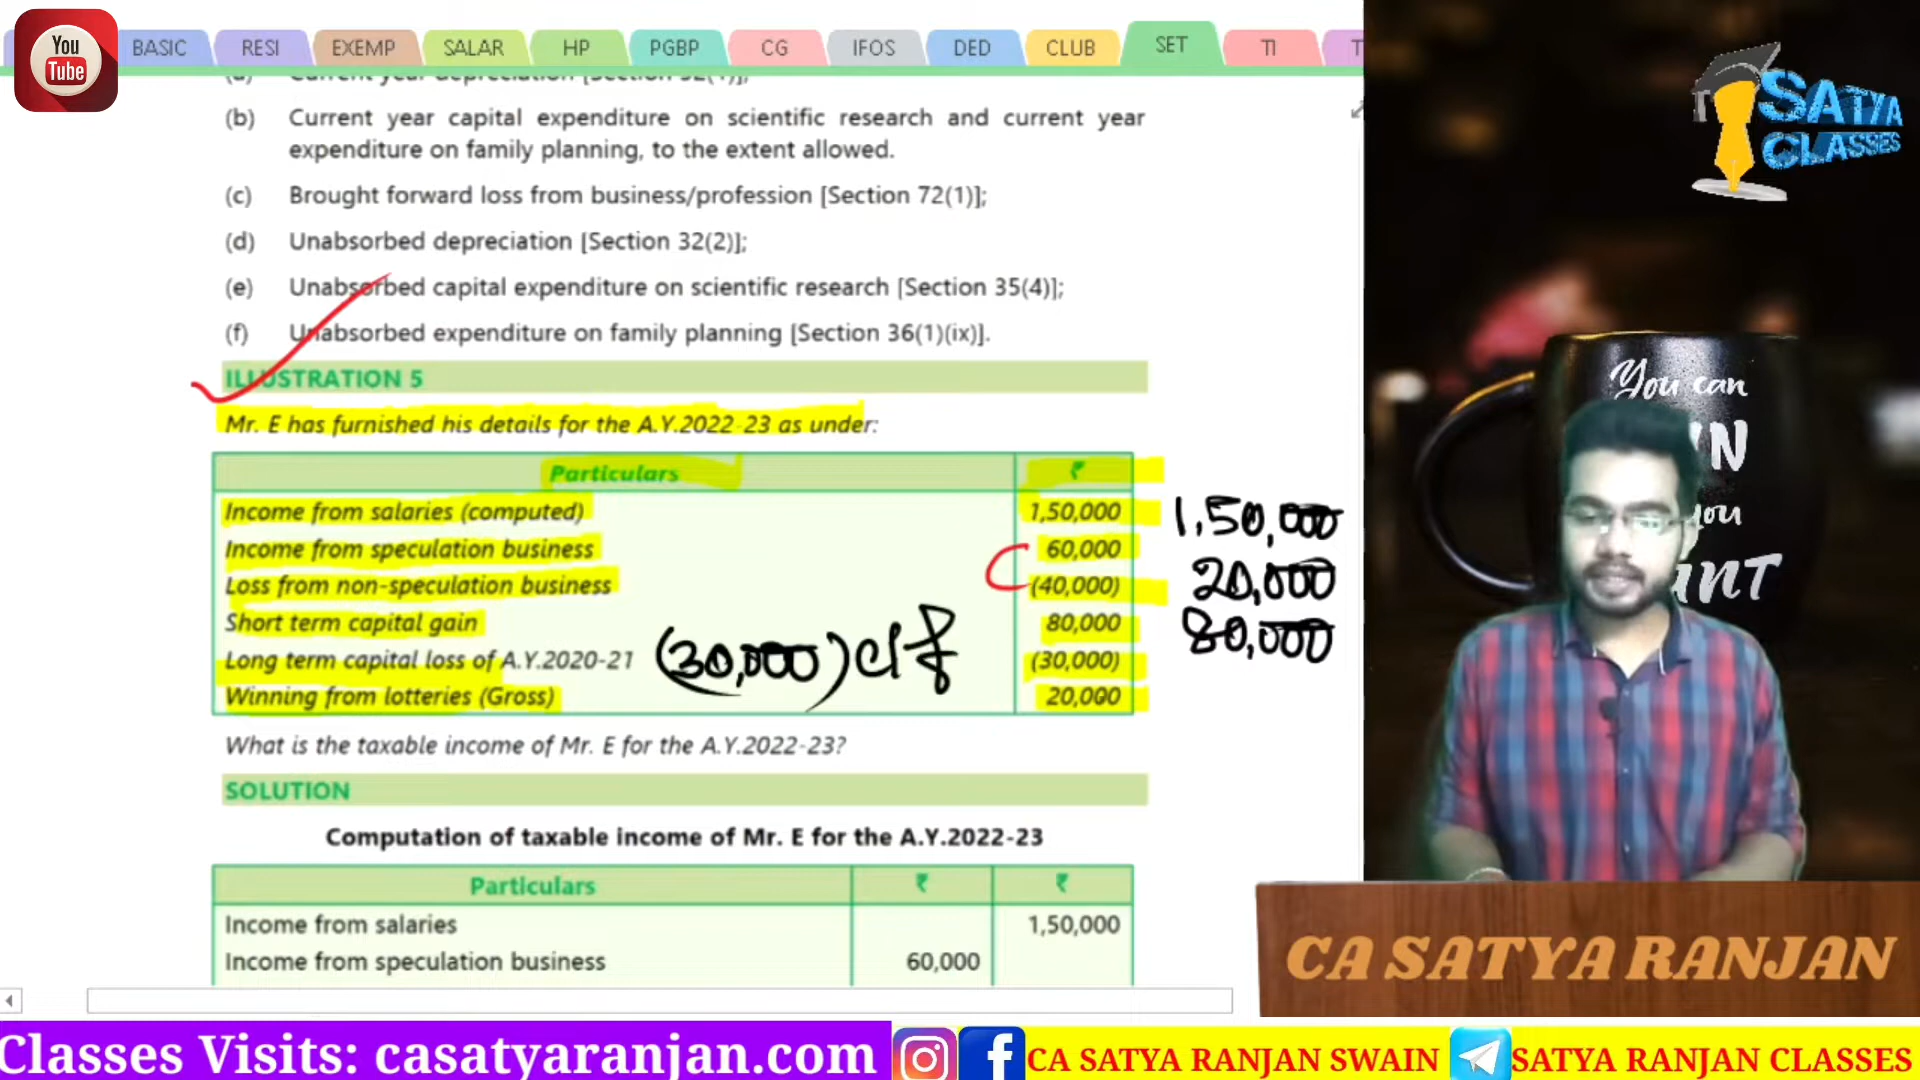 You
Tube
BASIC RESI EXEMP SALAR HP PGBP CG IFOS DED CLUB SET TI T
(a) Current year depreciation [Section 32(1)];
(b) Current year capital expenditure on scientific research and current year
expenditure on family planning, to the extent allowed.
(c) Brought forward loss from business/profession [Section 72(1)];
(d) Unabsorbed depreciation [Section 32(2)];
(e) Unabsorbed capital expenditure on scientific research [Section 35(4)];
(f) Unabsorbed expenditure on family planning [Section 36(1)(ix)].
ILLUSTRATION 5
Mr. E has furnished his details for the A.Y.2022-23 as under:
Particulars ₹
Income from salaries (computed) 1,50,000 1,50,000
Income from speculation business 60,000
Loss from non-speculation business (40,000) 20,000
Short term capital gain 80,000 80,000
Long term capital loss of A.Y.2020-21 (30,000) c/f (30,000)
Winning from lotteries (Gross) 20,000
What is the taxable income of Mr. E for the A.Y.2022-23?
SOLUTION
Computation of taxable income of Mr. E for the A.Y.2022-23
Particulars ₹ ₹
Income from salaries 1,50,000
Income from speculation business 60,000
SATYA
CLASSES
You can
you
CA SATYA RANJAN
Classes Visits: casatyaranjan.com CA SATYA RANJAN SWAIN SATYA RANJAN CLASSES